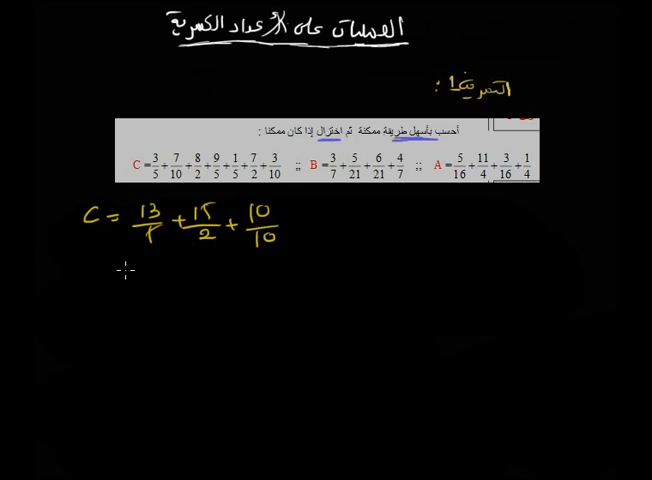 العمليات على الأعداد الكسرية
التمرين 1 :
أحسب بأسهل طريقة ممكنة ثم اختزال إذا كان ممكنا :
C = 3/5 + 7/10 + 8/2 + 9/5 + 1/5 + 7/2 + 3/10 ;; B = 3/7 + 5/21 + 6/21 + 4/7 ;; A = 5/16 + 11/4 + 3/16 + 1/4
C = 13/5 + 15/2 + 10/10